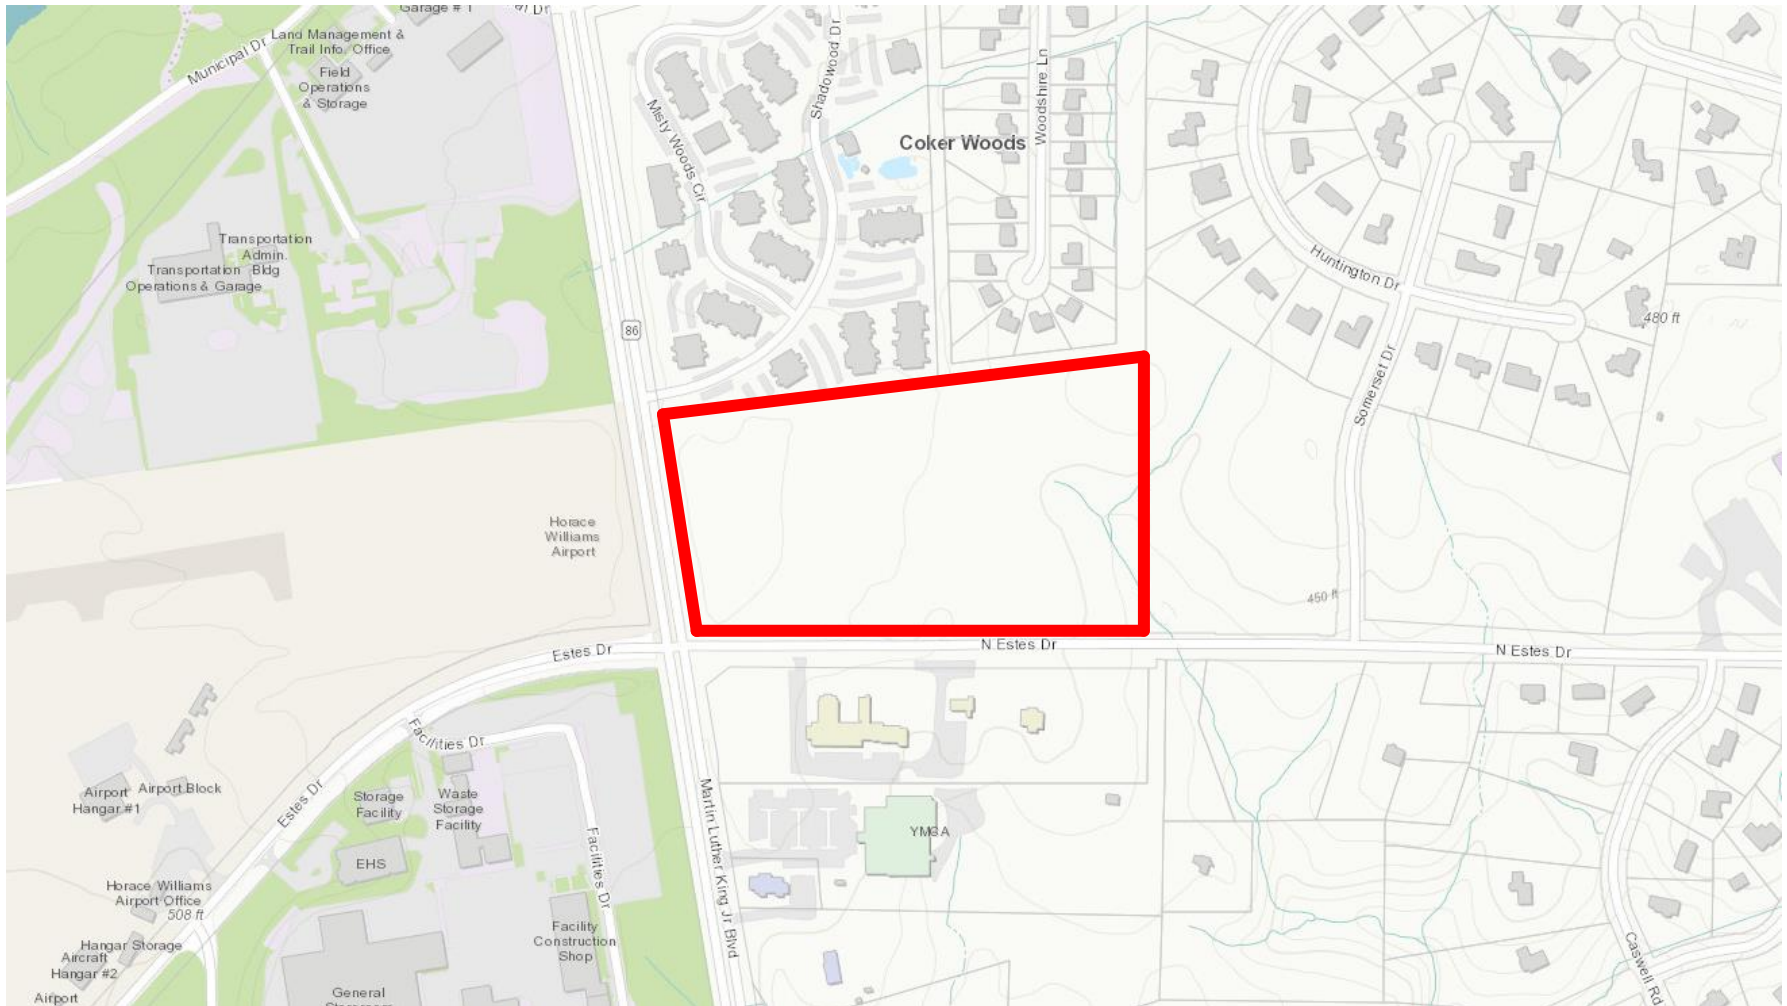 Garage # 1
Dr
Land Management &
Trail Info. Office
Municipal Dr
Field
Operations
& Storage
Shadowood Dr
Woodshire Ln
Misty Woods Cir
Coker Woods
Transportation
Admin.
Transportation Bldg
Operations & Garage
Huntington Dr
480 ft
86
Somerset Dr
Horace
Williams
Airport
450 ft
Estes Dr
N Estes Dr
N Estes Dr
Facilities Dr
Airport
Hangar #1
Airport Block
Estes Dr
Storage
Facility
Waste
Storage
Facility
Facilities Dr
Martin Luther King Jr Blvd
YMCA
EHS
Horace Williams
Airport Office
508 ft
Hangar Storage
Aircraft
Hangar #2
Airport
Facility
Construction
Shop
General
Storeroom
Caswell Rd